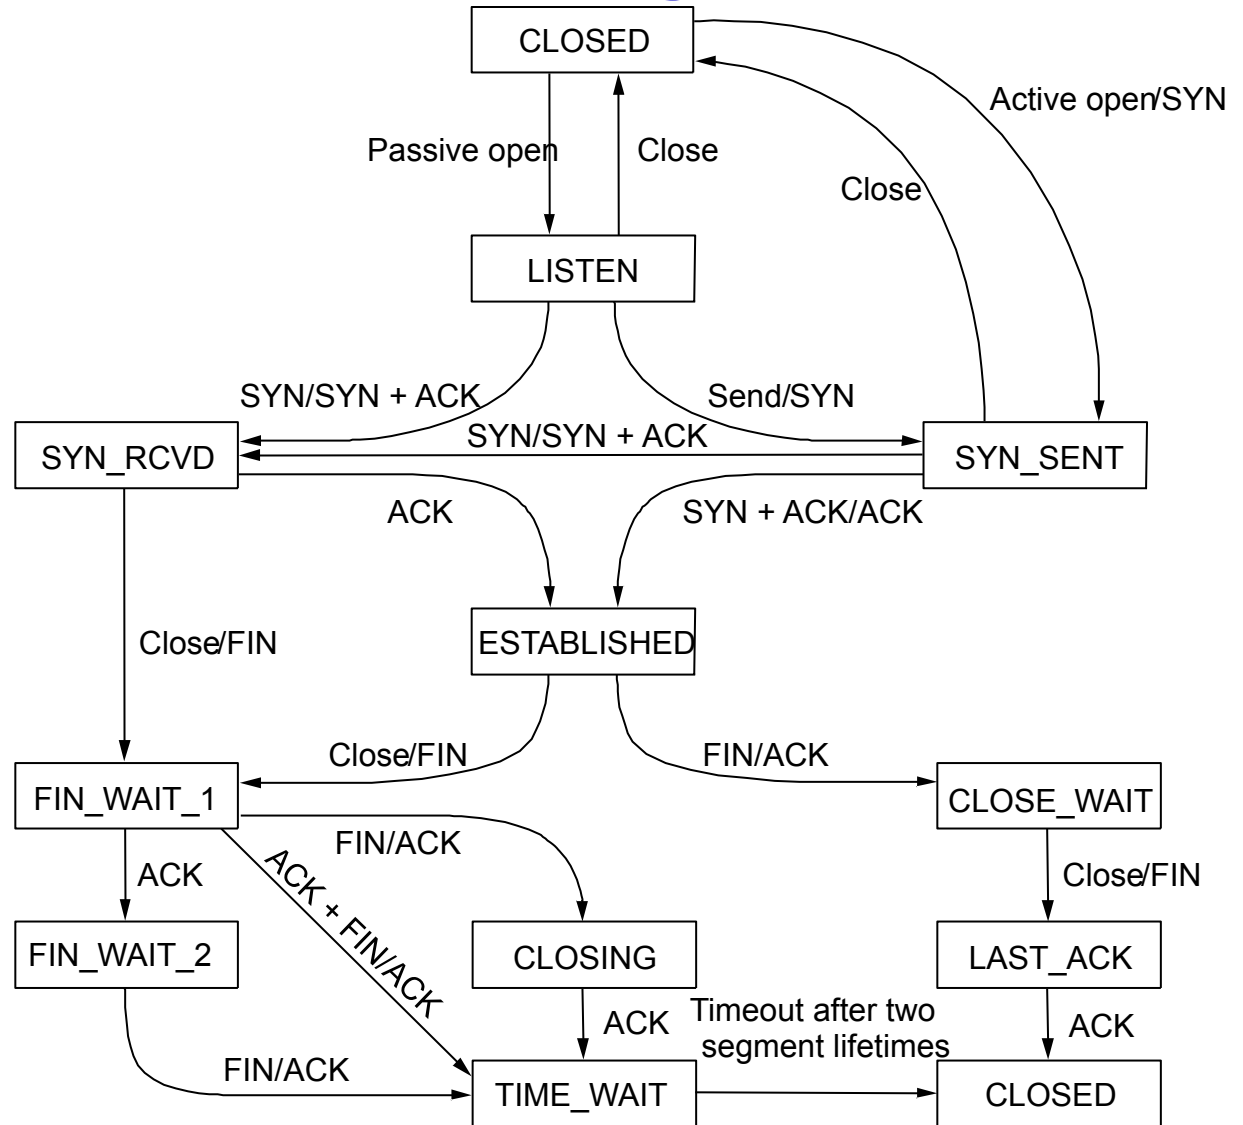 CLOSED
Active open/SYN
Passive open
Close
Close
LISTEN
SYN/SYN + ACK
Send/SYN
SYN/SYN + ACK
SYN_RCVD
SYN_SENT
ACK
SYN + ACK/ACK
Close/FIN
ESTABLISHED
Close/FIN
FIN/ACK
FIN_WAIT_1
CLOSE_WAIT
FIN/ACK
ACK
ACK + FIN/ACK
Close/FIN
FIN_WAIT_2
CLOSING
LAST_ACK
ACK
Timeout after two
segment lifetimes
ACK
FIN/ACK
TIME_WAIT
CLOSED